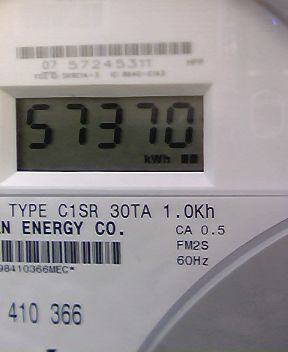 07 57245311
57370
kWh
TYPE C1SR 30TA 1.0Kh
N ENERGY CO.
CA 0.5
FM2S
60Hz
98410366MEC*
410 366